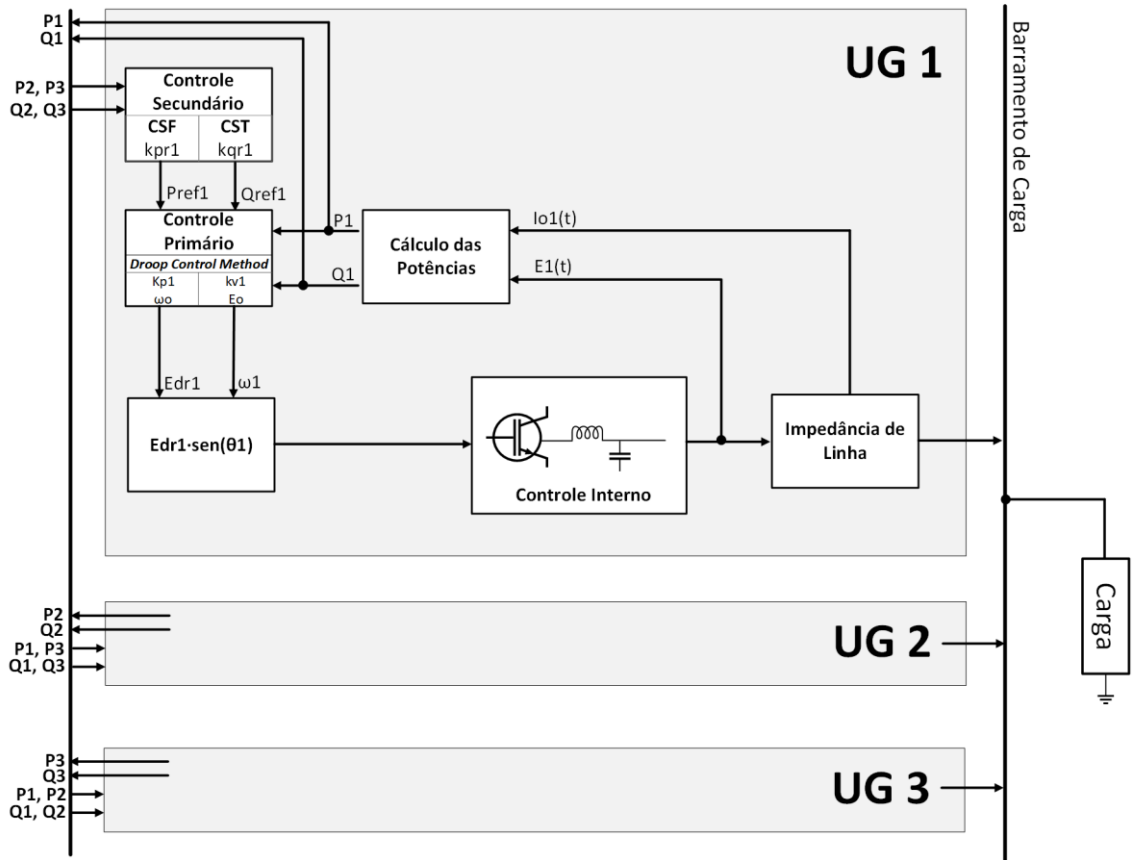 P1
Q1
P2, P3
Q2, Q3
UG 1
Barramento de Carga
Controle
Secundário
CSF CST
kpr1 kqr1
Pref1 Qref1
Controle
Primário
Droop Control Method
Kp1 kv1
ωo Eo
P1
Q1
Cálculo das
Potências
Io1(t)
E1(t)
Edr1 ω1
Edr1·sen(θ1)
Controle Interno
Impedância de
Linha
Carga
P2
Q2
P1, P3
Q1, Q3
UG 2
P3
Q3
P1, P2
Q1, Q2
UG 3